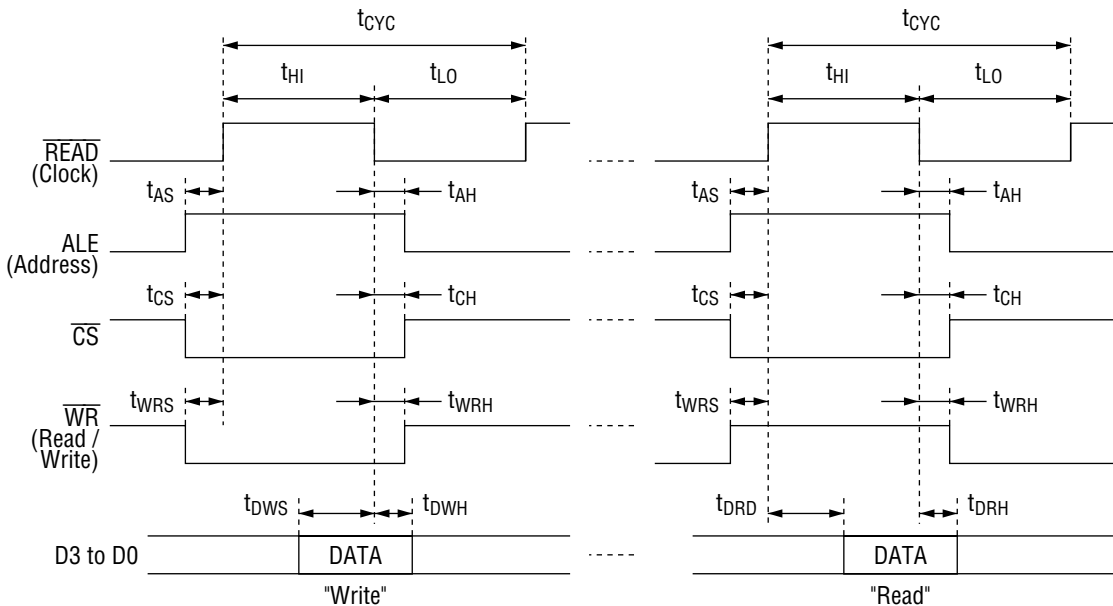 tCYC tCYC
tHI tLO tHI tLO
READ
(Clock)
tAS tAH tAS tAH
ALE
(Address)
tCS tCH tCS tCH
CS
tWRS tWRH tWRS tWRH
WR
(Read /
Write)
tDWS tDWH tDRD tDRH
D3 to D0 DATA DATA
"Write" "Read"